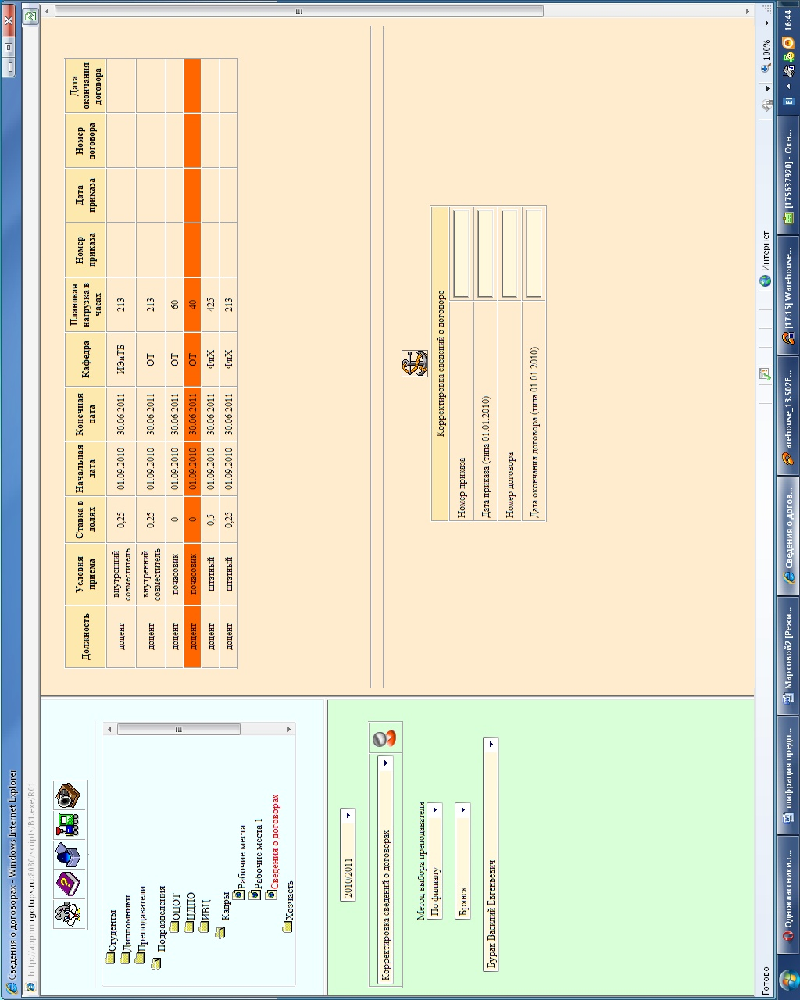 Сведения о договорах - Windows Internet Explorer
http://appnn.rgotups.ru:8080/scripts/B1.exe/R01
Студенты
Дипломники
Преподаватели
Подразделения
ОЦОТ
ЦДПО
ИВЦ
Кадры
Рабочие места
Рабочие места 1
Сведения о договорах
Хозчасть
2010/2011
Корректировка сведений о договорах
Метод выбора преподавателя
По филиалу
Брянск
Бурак Василий Евгеньевич
Должность Условия приема Ставка в долях Начальная дата Конечная дата Кафедра Плановая нагрузка в часах Номер приказа Дата приказа Номер договора Дата окончания договора
доцент внутренний совместитель 0,25 01.09.2010 30.06.2011 ИЭиТБ 213
доцент внутренний совместитель 0,25 01.09.2010 30.06.2011 ОТ 213
доцент почасовик 0 01.09.2010 30.06.2011 ОТ 60
доцент почасовик 0 01.09.2010 30.06.2011 ОТ 40
доцент штатный 0,5 01.09.2010 30.06.2011 ФиХ 425
доцент штатный 0,25 01.09.2010 30.06.2011 ФиХ 213
Корректировка сведений о договоре
Номер приказа
Дата приказа (типа 01.01.2010)
Номер договора
Дата окончания договора (типа 01.01.2010)
Готово
Интернет
100%
Одноклассники.г...
шифрация предп...
Марковой2 [Режи...
Сведения о догов...
arehouse_13.S02E...
[17:15] Warehouse...
[175637920] - Окн...
16:44